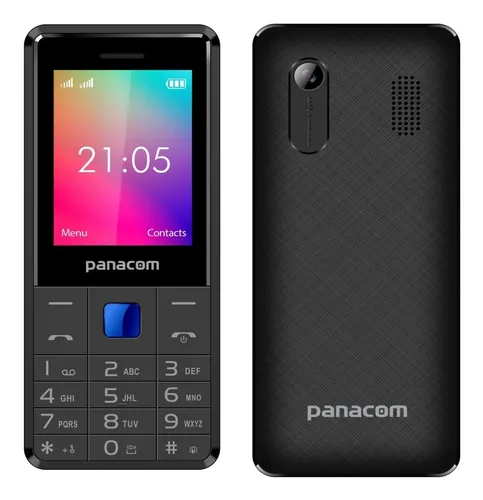 21:05
Menu Contacts
panacom
1 2 ABC 3 DEF
4 GHI 5 JHL 6 MNO
7 PQRS 8 TUV 9 WXYZ
* + 0 #
panacom